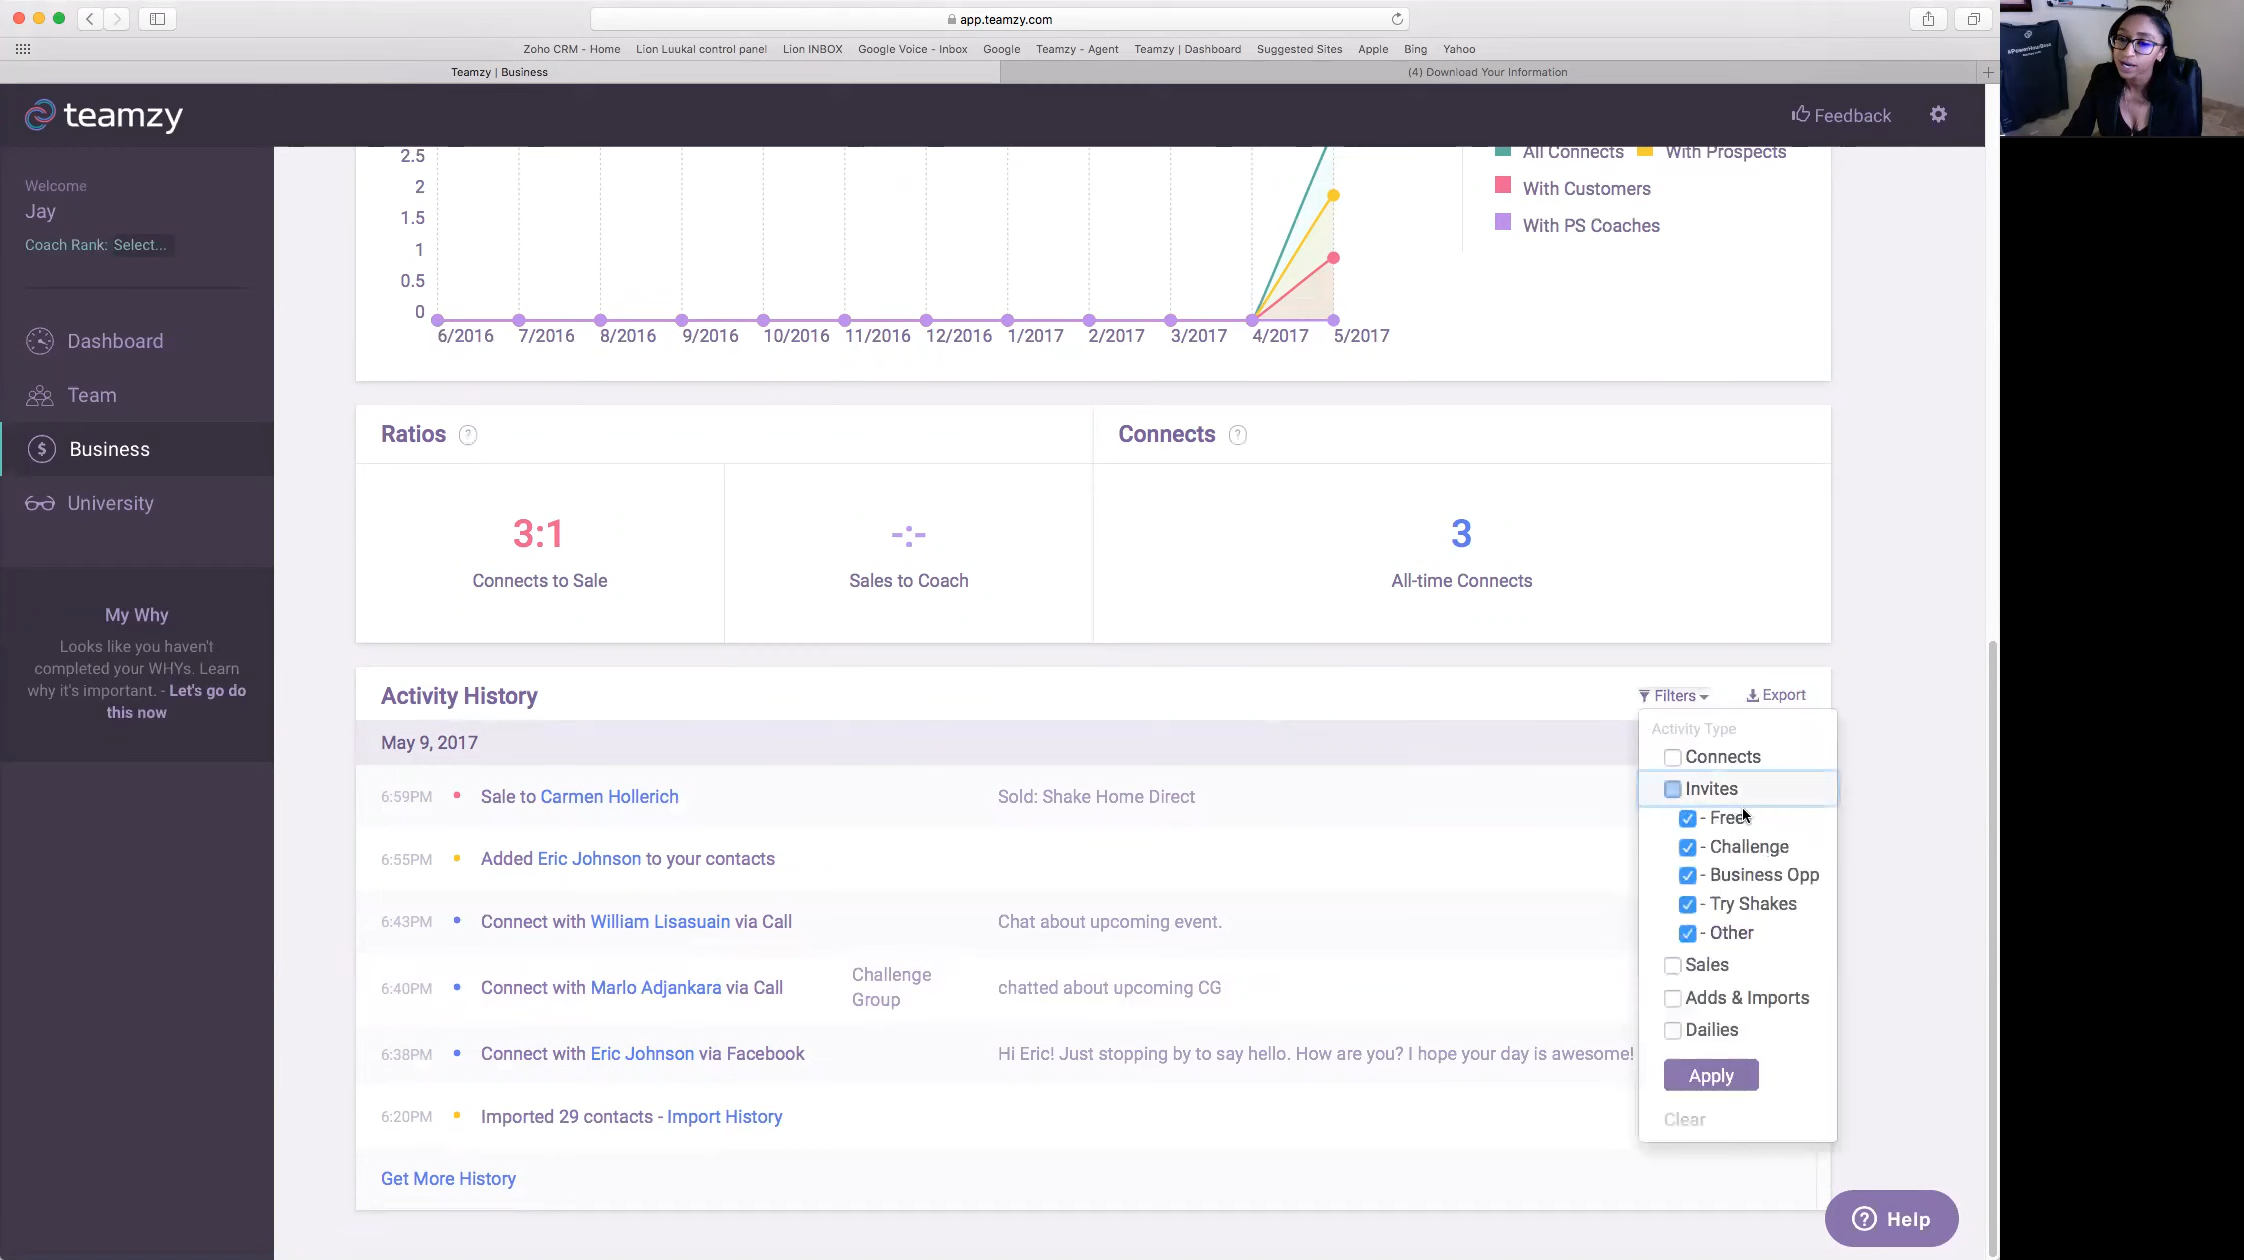 app.teamzy.com
Zoho CRM - Home Lion Luukal control panel Lion INBOX Google Voice - Inbox Google Teamzy - Agent Teamzy | Dashboard Suggested Sites Apple Bing Yahoo
Teamzy | Business
(4) Download Your Information
teamzy
Feedback
Welcome
Jay
Coach Rank: Select...
Dashboard
Team
Business
University
My Why
Looks like you haven't
completed your WHYs. Learn
why it's important. - Let's go do
this now
2.5
2
1.5
1
0.5
0
6/2016 7/2016 8/2016 9/2016 10/2016 11/2016 12/2016 1/2017 2/2017 3/2017 4/2017 5/2017
All Connects With Prospects
With Customers
With PS Coaches
Ratios ?
Connects ?
3:1
Connects to Sale
-:-
Sales to Coach
3
All-time Connects
Activity History
Filters
Export
May 9, 2017
6:59PM Sale to Carmen Hollerich Sold: Shake Home Direct
6:55PM Added Eric Johnson to your contacts
6:43PM Connect with William Lisasuain via Call Chat about upcoming event.
6:40PM Connect with Marlo Adjankara via Call Challenge
Group
chatted about upcoming CG
6:38PM Connect with Eric Johnson via Facebook Hi Eric! Just stopping by to say hello. How are you? I hope your day is awesome!
6:20PM Imported 29 contacts - Import History
Get More History
Activity Type
Connects
Invites
- Free
- Challenge
- Business Opp
- Try Shakes
- Other
Sales
Adds & Imports
Dailies
Apply
Clear
? Help